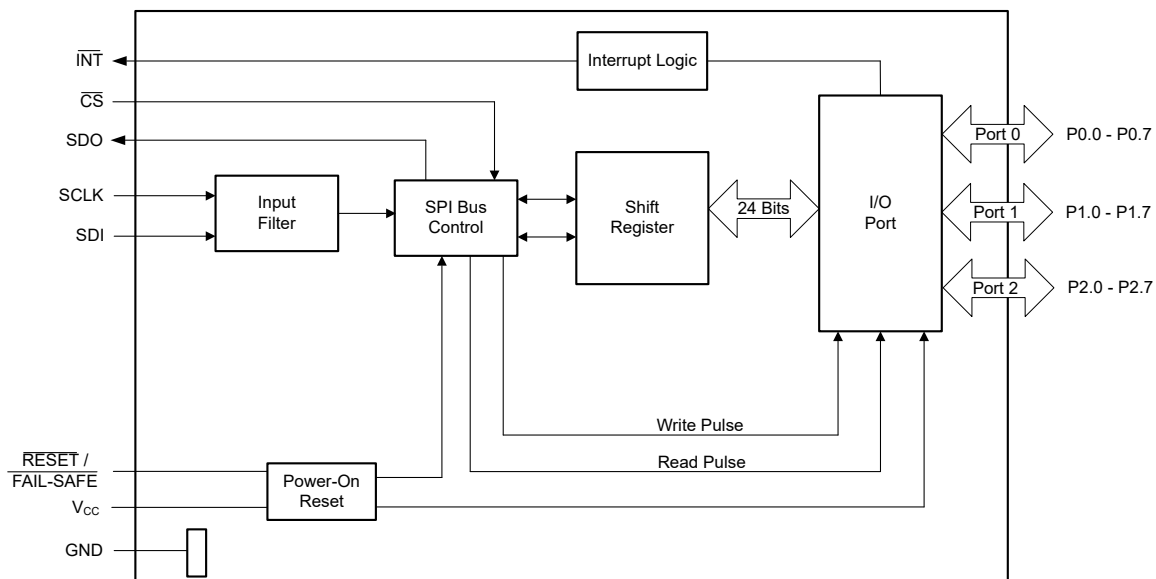 INT
Interrupt Logic
CS
SDO
Port 0
P0.0 - P0.7
SCLK
Input
Filter
SPI Bus
Control
Shift
Register
24 Bits
I/O
Port
Port 1
P1.0 - P1.7
SDI
Port 2
P2.0 - P2.7
Write Pulse
Read Pulse
RESET /
FAIL-SAFE
Power-On
Reset
VCC
GND